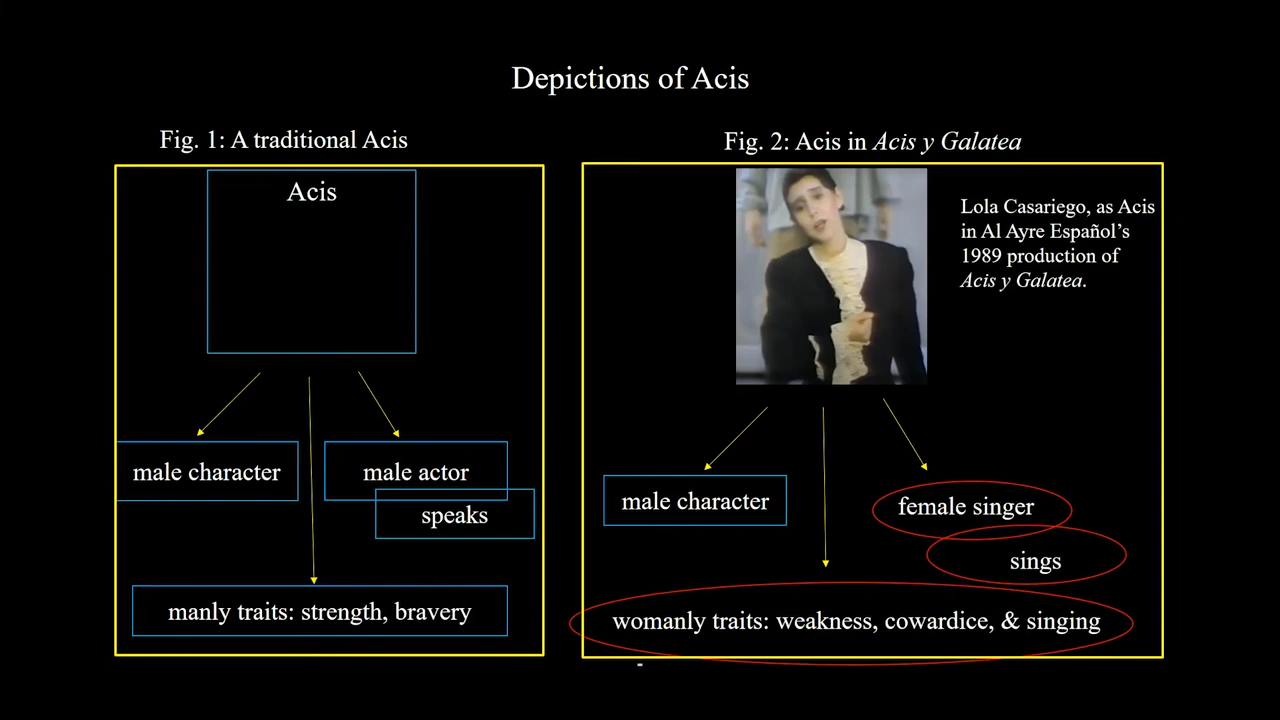 Depictions of Acis
Fig. 1: A traditional Acis
Acis
male character
male actor
speaks
manly traits: strength, bravery
Fig. 2: Acis in Acis y Galatea
Lola Casariego, as Acis
in Al Ayre Español’s
1989 production of
Acis y Galatea.
male character
female singer
sings
womanly traits: weakness, cowardice, & singing